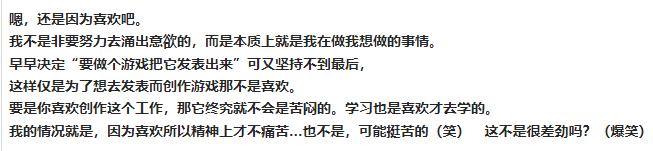 嗯，还是因为喜欢吧。
我不是非要努力去涌出意欲的，而是本质上就是我在做我想做的事情。
早早决定“要做个游戏把它发表出来”可又坚持不到最后，
这样仅是为了想去发表而创作游戏那不是喜欢。
要是你喜欢创作这个工作，那它终究就不会是苦闷的。学习也是喜欢才去学的。
我的情况就是，因为喜欢所以精神上才不痛苦…也不是，可能挺苦的（笑）　这不是很差劲吗？（爆笑）